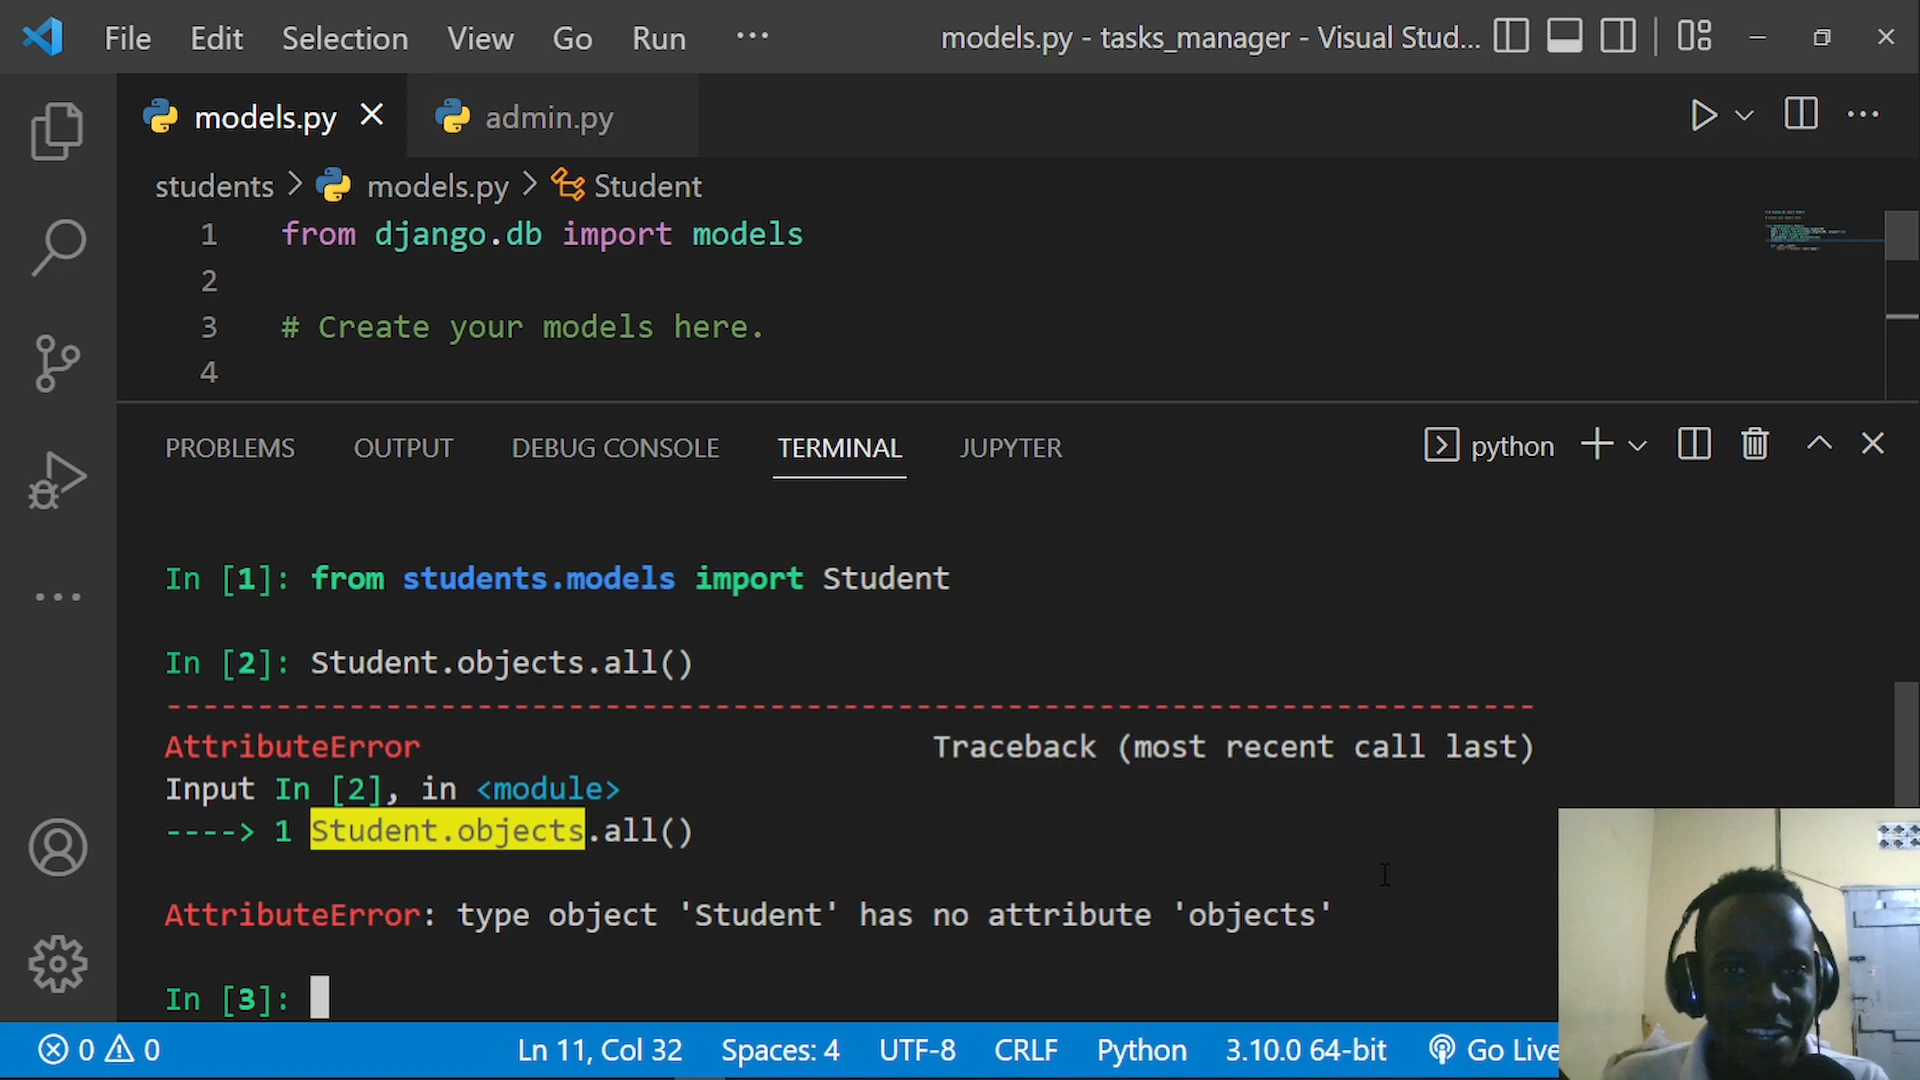 File Edit Selection View Go Run ··· models.py - tasks_manager - Visual Stud...
models.py admin.py
students > models.py > Student
1 from django.db import models
2
3 # Create your models here.
4
PROBLEMS OUTPUT DEBUG CONSOLE TERMINAL JUPYTER python
In [1]: from students.models import Student
In [2]: Student.objects.all()
---------------------------------------------------------------------------
AttributeError Traceback (most recent call last)
Input In [2], in <module>
----> 1 Student.objects.all()
AttributeError: type object 'Student' has no attribute 'objects'
In [3]:
0 0 Ln 11, Col 32 Spaces: 4 UTF-8 CRLF Python 3.10.0 64-bit Go Live